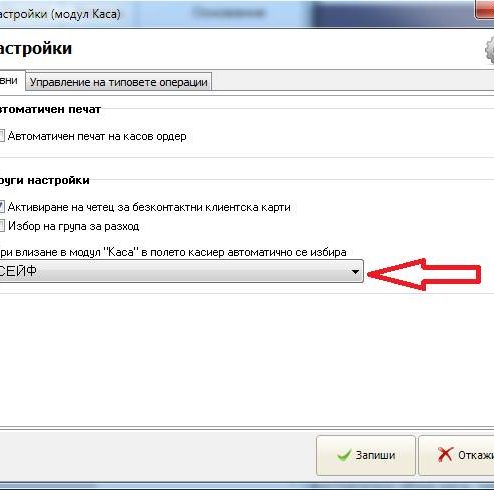 астройки (модул Каса)
астройки
вни
Управление на типовете операции
втоматичен печат
Автоматичен печат на касов ордер
руги настройки
Активиране на четец за безконтактни клиентска карти
Избор на група за разход
ри влизане в модул "Каса" в полето касиер автоматично се избира
СЕЙФ
Запиши
Откажи